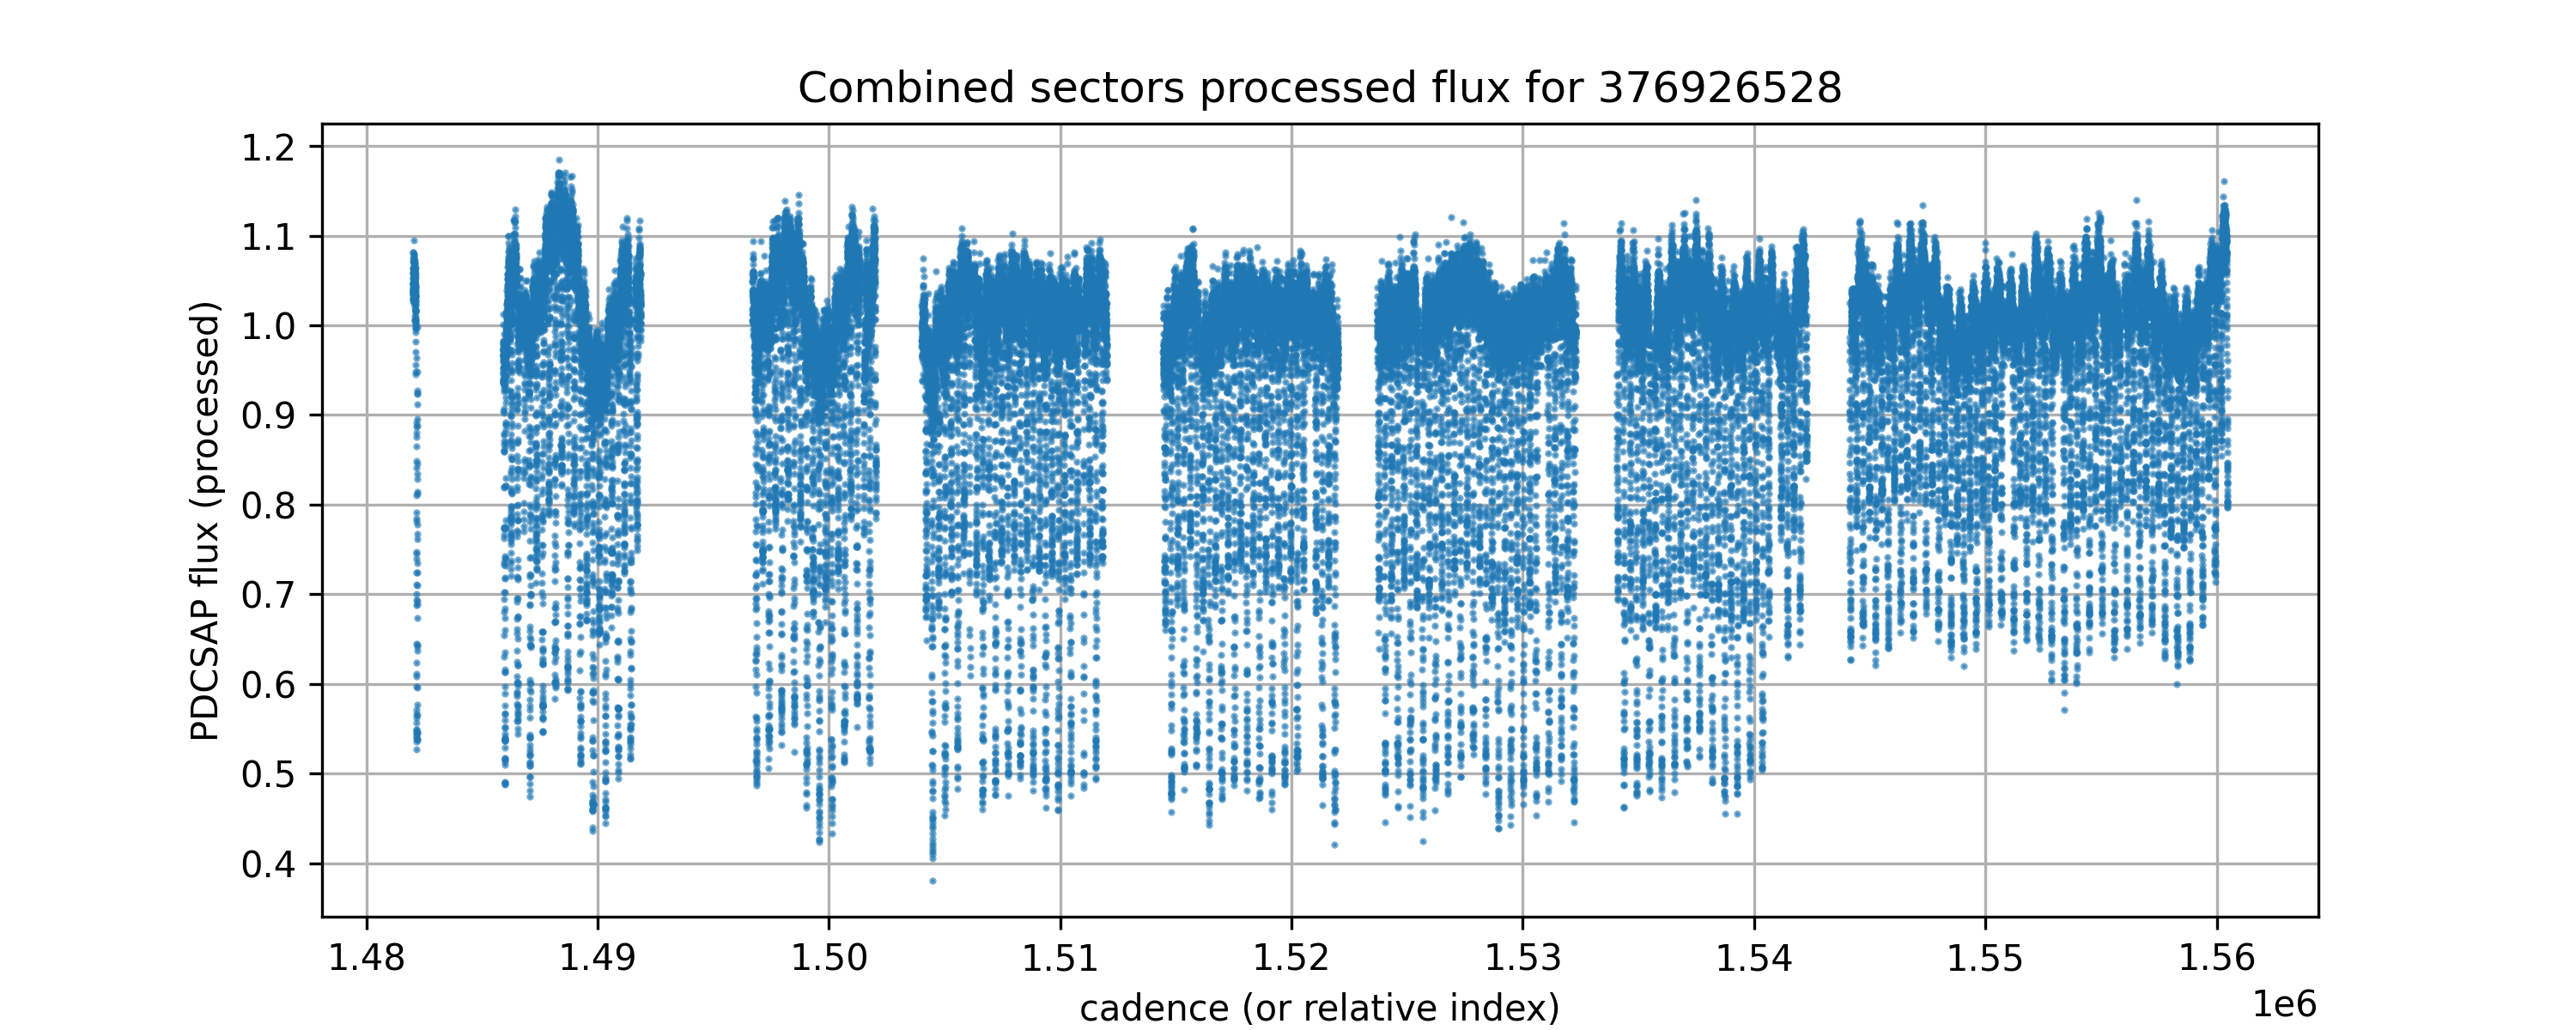 Combined sectors processed flux for 376926528
PDCSAP flux (processed)
1.2
1.1
1.0
0.9
0.8
0.7
0.6
0.5
0.4
1.48 1.49 1.50 1.51 1.52 1.53 1.54 1.55 1.56
1e6
cadence (or relative index)